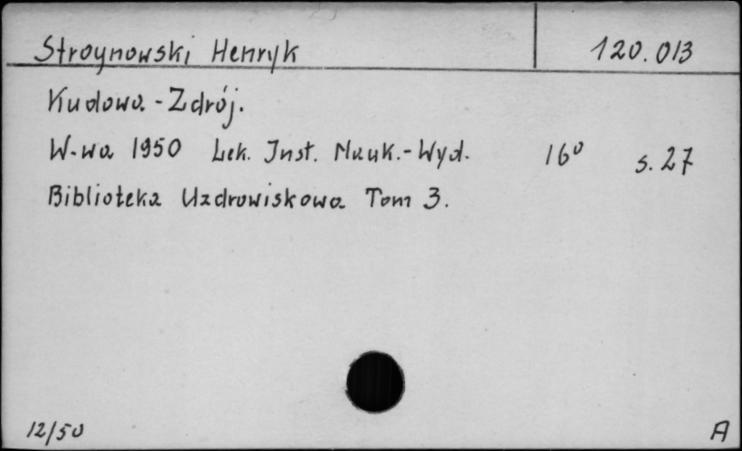 Stroynowski Henryk 120.013
Kudowa-Zdrój.
W-wa 1950 Lek. Inst. Nauk.-Wyd. 16° s. 27
Biblioteka Uzdrowiskowa Tom 3.
12/50 A